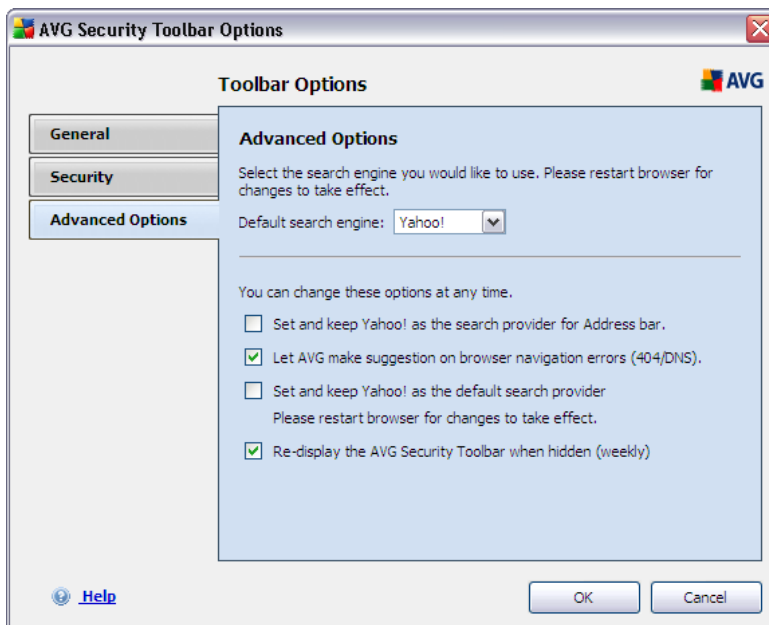 AVG Security Toolbar Options
Toolbar Options
AVG
General
Security
Advanced Options
Advanced Options
Select the search engine you would like to use. Please restart browser for
changes to take effect.
Default search engine: Yahoo!
You can change these options at any time.
Set and keep Yahoo! as the search provider for Address bar.
Let AVG make suggestion on browser navigation errors (404/DNS).
Set and keep Yahoo! as the default search provider
Please restart browser for changes to take effect.
Re-display the AVG Security Toolbar when hidden (weekly)
Help
OK
Cancel